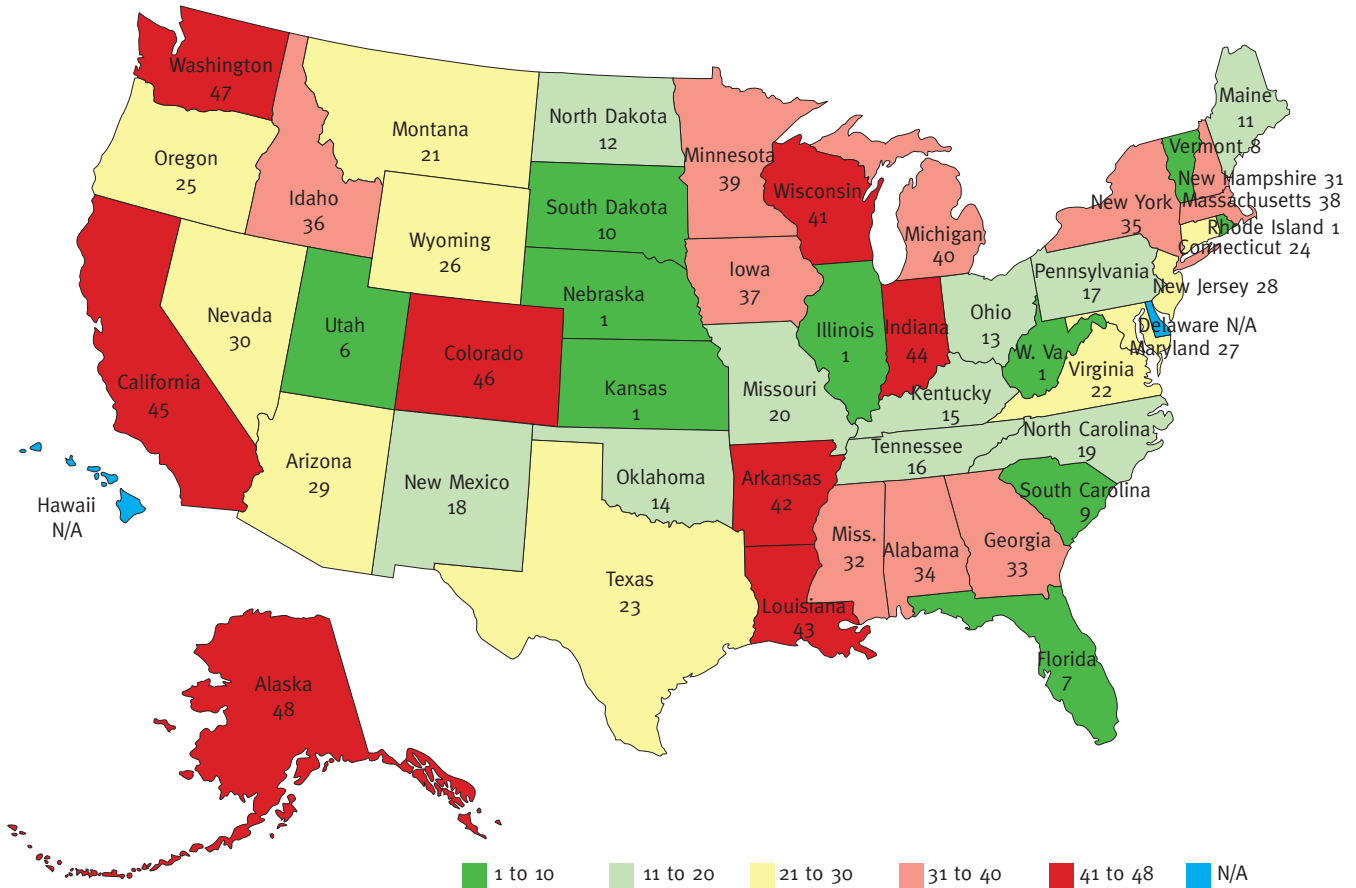 Washington
47
Oregon
25
California
45
Nevada
30
Idaho
36
Montana
21
Wyoming
26
Utah
6
Colorado
46
Arizona
29
New Mexico
18
North Dakota
12
South Dakota
10
Nebraska
1
Kansas
1
Oklahoma
14
Texas
23
Minnesota
39
Iowa
37
Missouri
20
Arkansas
42
Louisiana
43
Wisconsin
41
Illinois
1
Michigan
40
Indiana
44
Ohio
13
Kentucky
15
Tennessee
16
Miss.
32
Alabama
34
Georgia
33
Florida
7
South Carolina
9
North Carolina
19
Virginia
22
W. Va.
1
Pennsylvania
17
New York
35
Maine
11
Vermont 8
New Hampshire 31
Massachusetts 38
Rhode Island 1
Connecticut 24
New Jersey 28
Delaware N/A
Maryland 27
Hawaii
N/A
Alaska
48
1 to 10
11 to 20
21 to 30
31 to 40
41 to 48
N/A